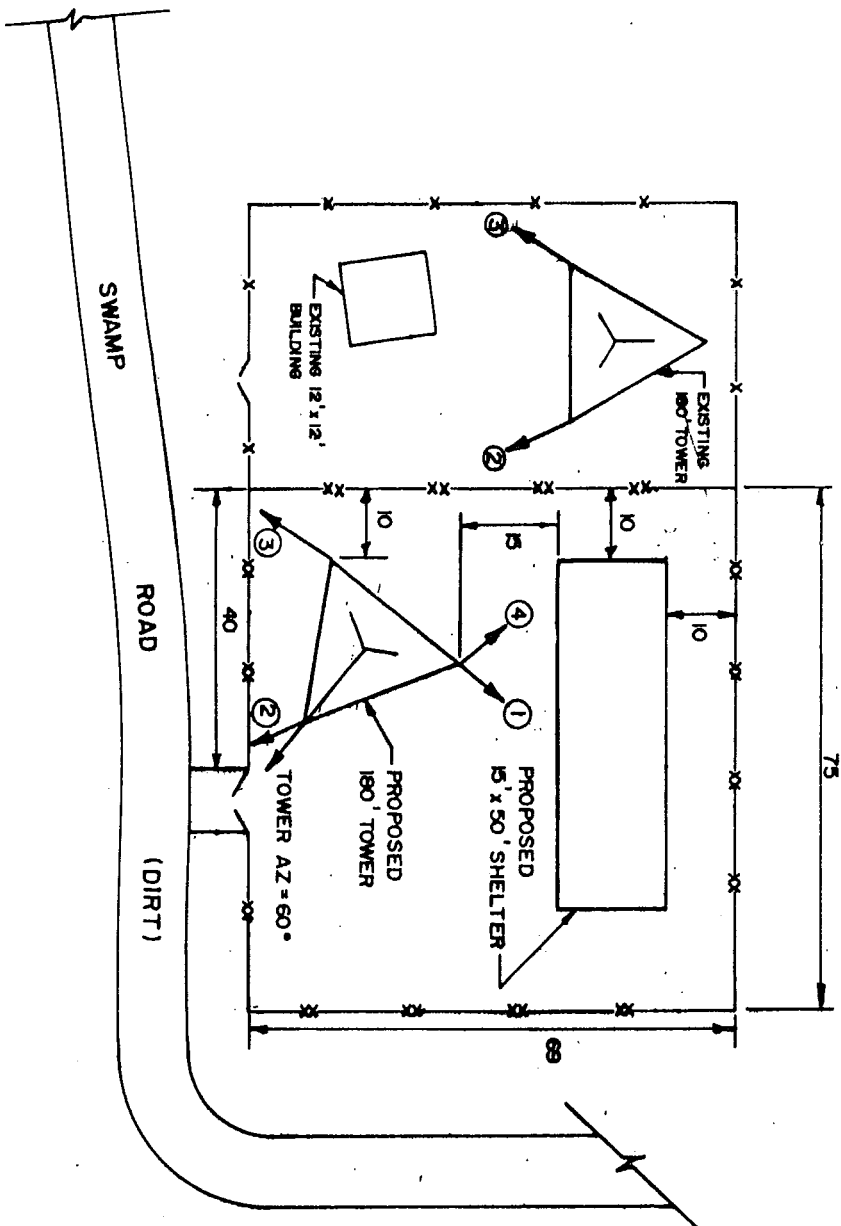 75
EXISTING
180' TOWER
10
10
69
3
2
15
4
1
PROPOSED
15' x 50' SHELTER
EXISTING 12' x 12'
BUILDING
10
PROPOSED
180' TOWER
3
2
TOWER AZ = 60°
40
SWAMP
ROAD
(DIRT)